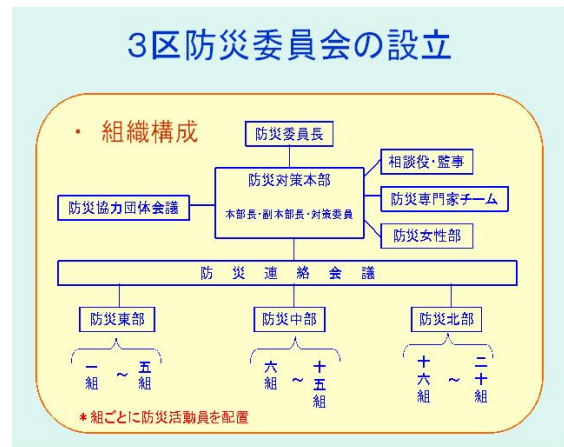 3区防災委員会の設立
・ 組織構成
防災委員長
防災対策本部
本部長・副本部長・対策委員
相談役・監事
防災専門家チーム
防災女性部
防災協力団体会議
防災連絡会議
防災東部
防災中部
防災北部
一組 ~ 五組
六組 ~ 十五組
十六組 ~ 二十組
*組ごとに防災活動員を配置